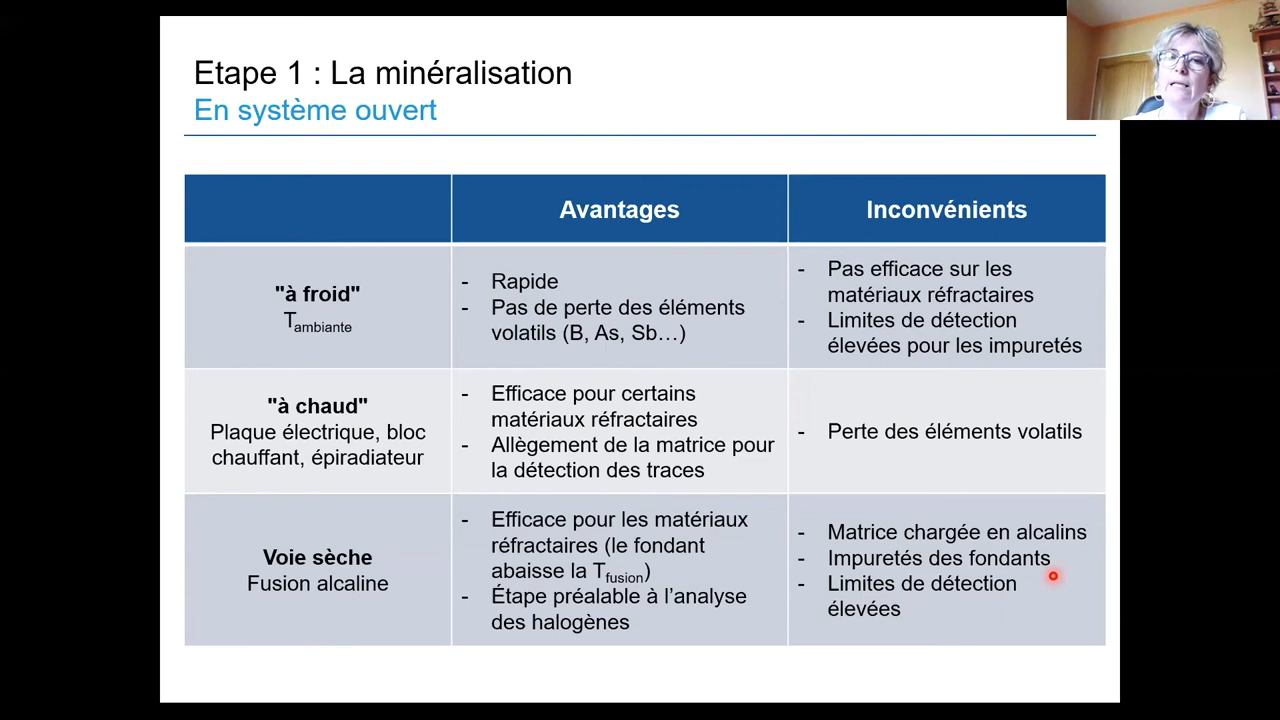 Etape 1 : La minéralisation
En système ouvert
Avantages
Inconvénients
"à froid"
Tambiante
- Rapide
- Pas de perte des éléments
volatils (B, As, Sb…)
- Pas efficace sur les
matériaux réfractaires
- Limites de détection
élevées pour les impuretés
"à chaud"
Plaque électrique, bloc
chauffant, épiradiateur
- Efficace pour certains
matériaux réfractaires
- Allègement de la matrice pour
la détection des traces
- Perte des éléments volatils
Voie sèche
Fusion alcaline
- Efficace pour les matériaux
réfractaires (le fondant
abaisse la Tfusion)
- Étape préalable à l’analyse
des halogènes
- Matrice chargée en alcalins
- Impuretés des fondants
- Limites de détection
élevées